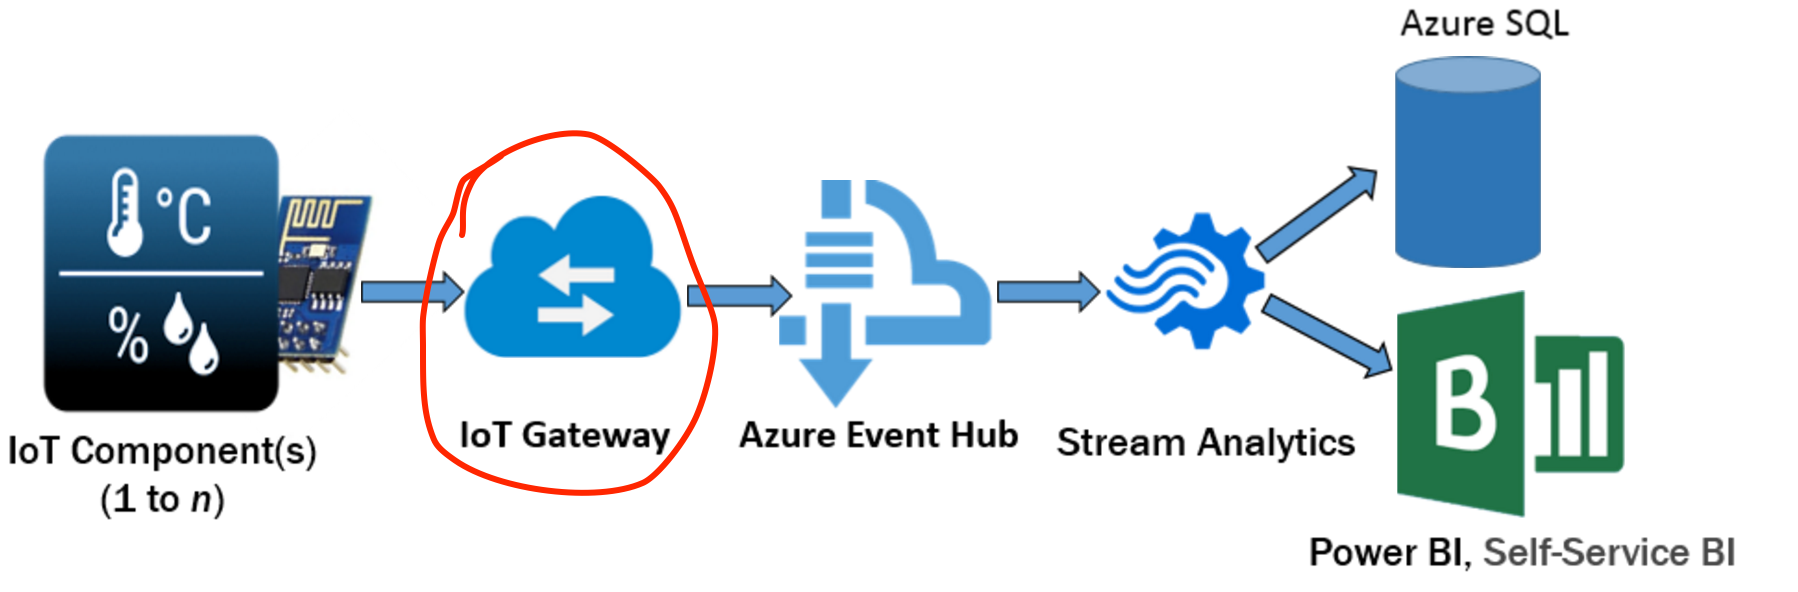 Azure SQL
°C
%
IoT Component(s)
(1 to n)
IoT Gateway
Azure Event Hub
Stream Analytics
B
Power BI, Self-Service BI